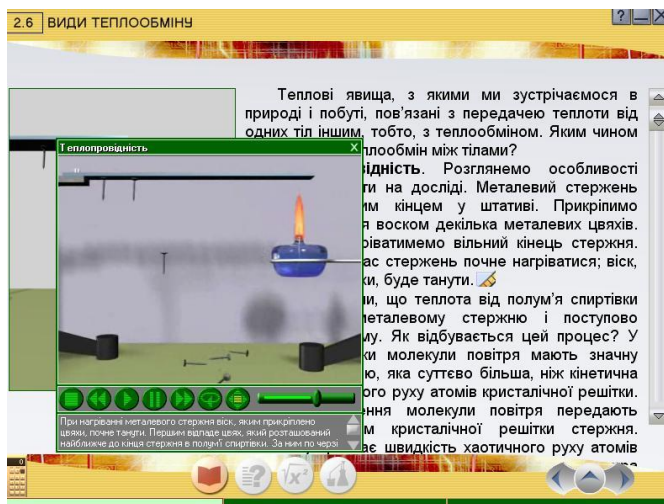 2.6 ВИДИ ТЕПЛООБМІНУ
Теплові явища, з якими ми зустрічаємося в
природі і побуті, пов'язані з передачею теплоти від
одних тіл іншим, тобто, з теплообміном. Яким чином
плообмін між тілами?
відність. Розглянемо особливості
ти на досліді. Металевий стержень
им кінцем у штативі. Прикріпимо
я воском декілька металевих цвяхів.
ріватимемо вільний кінець стержня.
ас стержень почне нагріватися; віск,
хи, буде танути.
и, що теплота від полум'я спиртівки
металевому стержню і поступово
му. Як відбувається цей процес? У
ки молекули повітря мають значну
ю, яка суттєво більша, ніж кінетична
ого руху атомів кристалічної решітки.
ення молекули повітря передають
м кристалічної решітки стержня.
ає швидкість хаотичного руху атомів
Теплопровідність
При нагріванні металевого стержня віск, яким прикріплено
цвяхи, почне танути. Першим відпаде цвях, який розташований
найближче до кінця стержня в полум'ї спиртівки. За ним по черзі